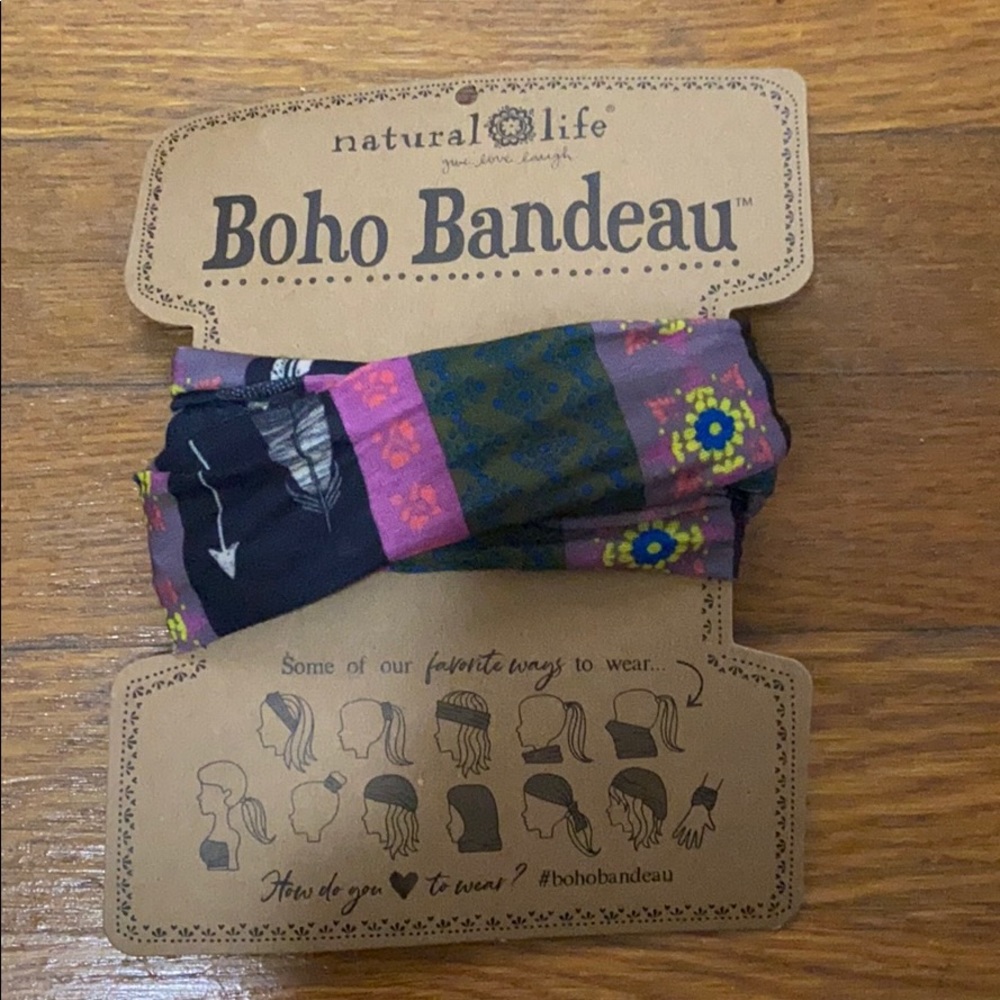 natural life®
give. love. laugh.
Boho Bandeau™
Some of our favorite ways to wear...
How do you ♥ to wear? #bohobandeau